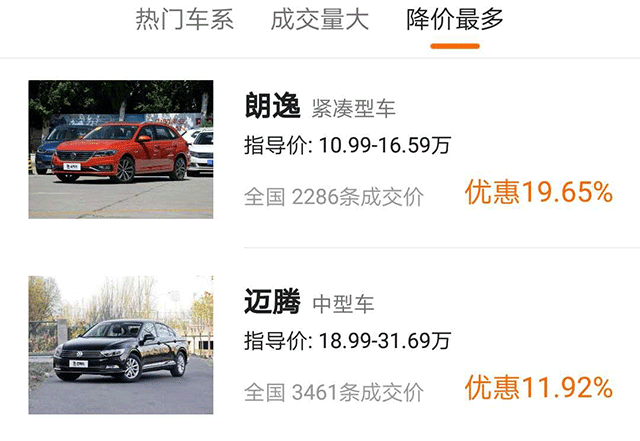 热门车系 成交量大 降价最多
朗逸 紧凑型车
指导价: 10.99-16.59万
全国 2286条成交价 优惠19.65%
迈腾 中型车
指导价: 18.99-31.69万
全国 3461条成交价 优惠11.92%